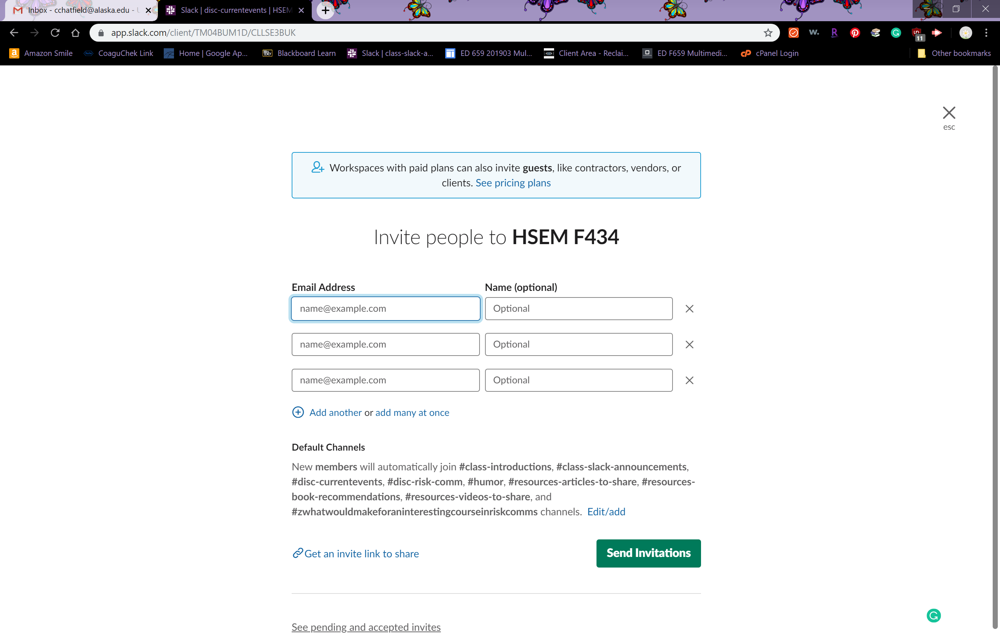 Inbox - cchatfield@alaska.edu - U
Slack | disc-currentevents | HSEM
app.slack.com/client/TM04BUM1D/CLLSE3BUK
W.
R
11
Amazon Smile
CoaguChek Link
Home | Google Ap...
Bb
Blackboard Learn
Slack | class-slack-a...
ED 659 201903 Mul...
Client Area - Reclai...
ED F659 Multimedi...
cP
cPanel Login
Other bookmarks
esc
Workspaces with paid plans can also invite guests, like contractors, vendors, or
clients. See pricing plans
Invite people to HSEM F434
Email Address Name (optional)
name@example.com Optional
name@example.com Optional
name@example.com Optional
Add another or add many at once
Default Channels
New members will automatically join #class-introductions, #class-slack-announcements,
#disc-currentevents, #disc-risk-comm, #humor, #resources-articles-to-share, #resources-
book-recommendations, #resources-videos-to-share, and
#zwhatwouldmakeforaninterestingcourseinriskcomms channels. Edit/add
Get an invite link to share
Send Invitations
See pending and accepted invites